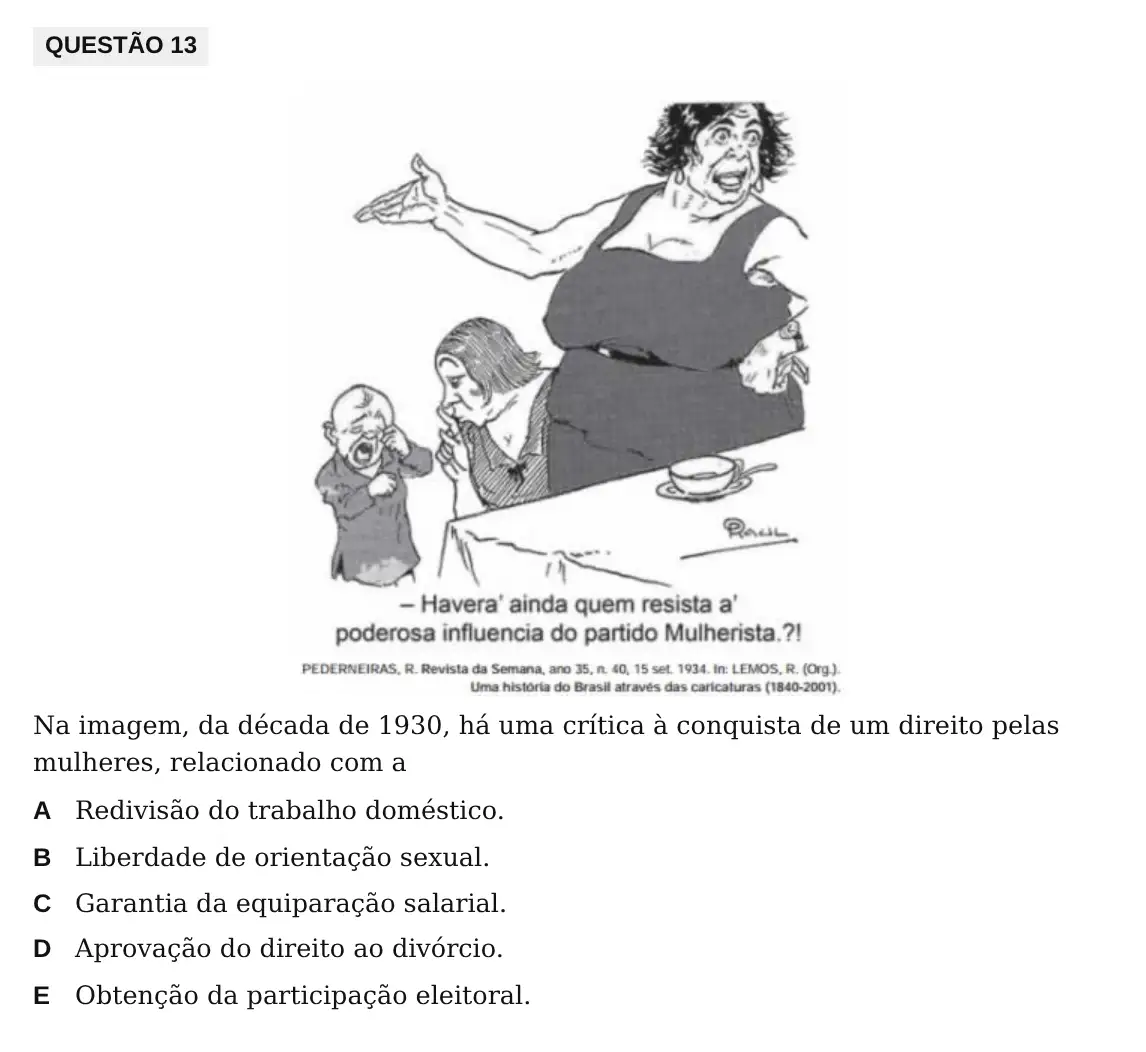 QUESTÃO 13
Raul
– Havera’ ainda quem resista a’
poderosa influencia do partido Mulherista.?!
PEDERNEIRAS, R. Revista da Semana, ano 35, n. 40, 15 set. 1934. In: LEMOS, R. (Org.).
Uma história do Brasil através das caricaturas (1840-2001).
Na imagem, da década de 1930, há uma crítica à conquista de um direito pelas
mulheres, relacionado com a
A Redivisão do trabalho doméstico.
B Liberdade de orientação sexual.
C Garantia da equiparação salarial.
D Aprovação do direito ao divórcio.
E Obtenção da participação eleitoral.